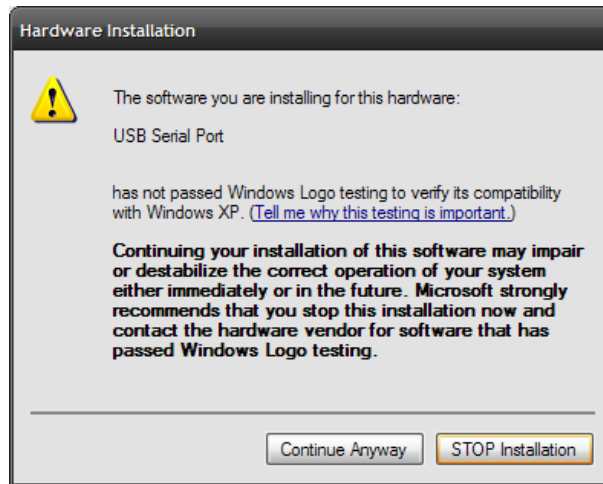 Hardware Installation
The software you are installing for this hardware:
USB Serial Port
has not passed Windows Logo testing to verify its compatibility
with Windows XP. (Tell me why this testing is important.)
Continuing your installation of this software may impair
or destabilize the correct operation of your system
either immediately or in the future. Microsoft strongly
recommends that you stop this installation now and
contact the hardware vendor for software that has
passed Windows Logo testing.
Continue Anyway
STOP Installation